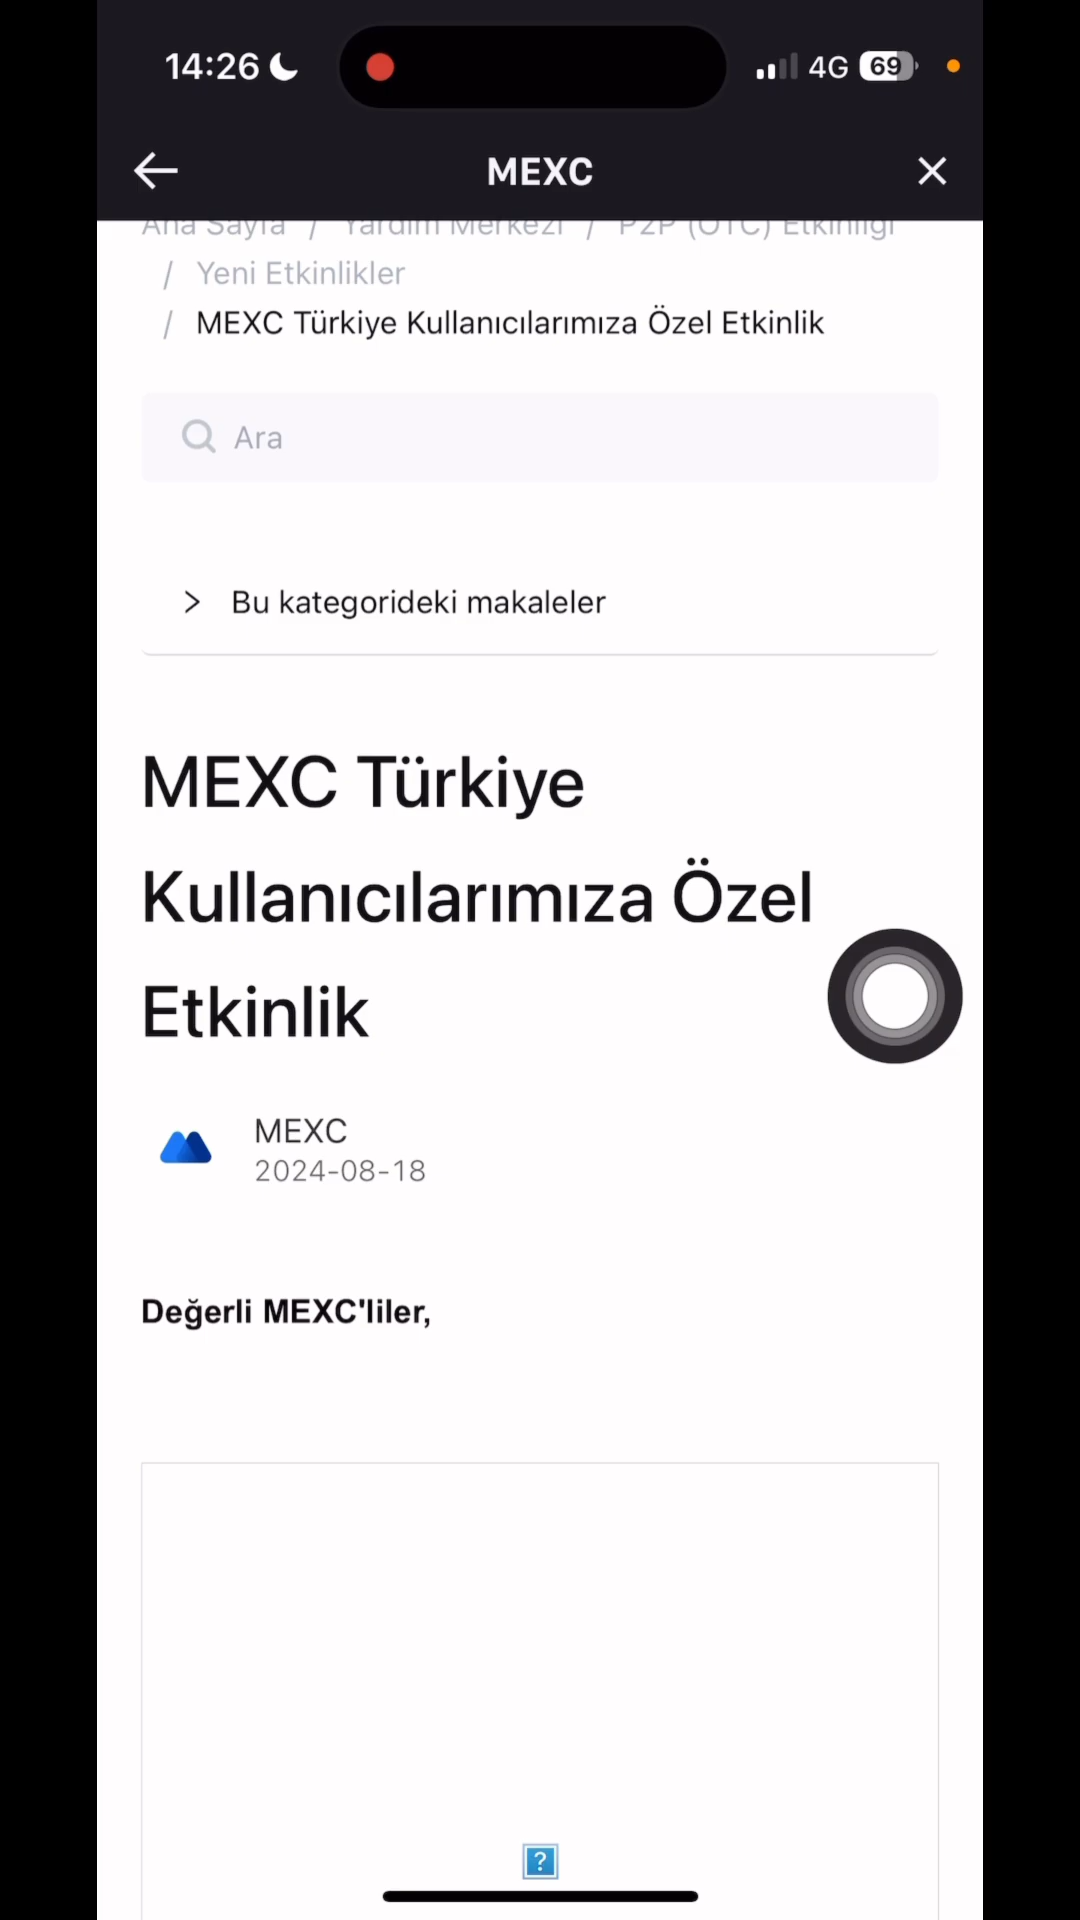 14:26
4G 69
MEXC
Ana Sayfa / Yardım Merkezi / P2P (OTC) Etkinliği
/ Yeni Etkinlikler
/ MEXC Türkiye Kullanıcılarımıza Özel Etkinlik
Ara
> Bu kategorideki makaleler
MEXC Türkiye
Kullanıcılarımıza Özel
Etkinlik
MEXC
2024-08-18
Değerli MEXC'liler,
?